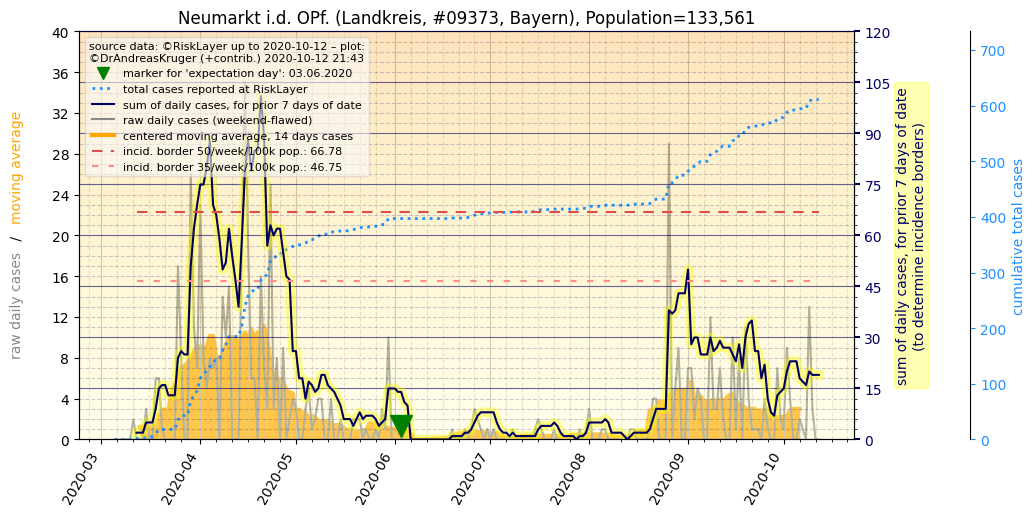 Neumarkt i.d. OPf. (Landkreis, #09373, Bayern), Population=133,561
source data: ©RiskLayer up to 2020-10-12 – plot:
©DrAndreasKruger (+contrib.) 2020-10-12 21:43
marker for 'expectation day': 03.06.2020
total cases reported at RiskLayer
sum of daily cases, for prior 7 days of date
raw daily cases (weekend-flawed)
centered moving average, 14 days cases
incid. border 50/week/100k pop.: 66.78
incid. border 35/week/100k pop.: 46.75
raw daily cases / moving average
40
36
32
28
24
20
16
12
8
4
0
120
105
90
75
60
45
30
15
0
sum of daily cases, for prior 7 days of date
(to determine incidence borders)
700
600
500
400
300
200
100
0
cumulative total cases
2020-03
2020-04
2020-05
2020-06
2020-07
2020-08
2020-09
2020-10